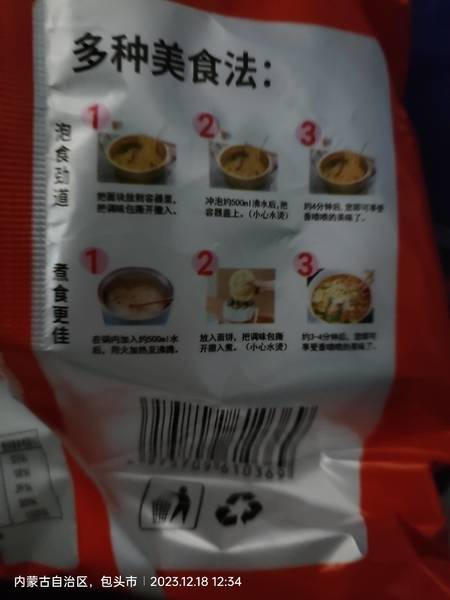 多种美食法：
泡食劲道
1
2
3
把面块放到容器里，
把调味包撕开撒入。
冲泡约500ml沸水后，把
容器盖上。（小心水烫）
约4分钟后，您即可享受
香喷喷的美味了。
煮食更佳
1
2
3
在锅内加入约500ml水
后，用火加热至沸腾。
放入面饼，把调味包撕
开撒入煮。（小心水烫）
约3-4分钟后，您即可
享受香喷喷的美味了。
内蒙古自治区，包头市 | 2023.12.18 12:34